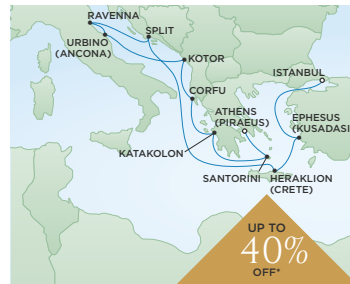 RAVENNA
SPLIT
URBINO
(ANCONA)
KOTOR
ISTANBUL
CORFU
ATHENS
(PIRAEUS)
EPHESUS
(KUSADASI
KATAKOLON
SANTORINI
HERAKLION
(CRETE)
UP TO
40%
OFF*